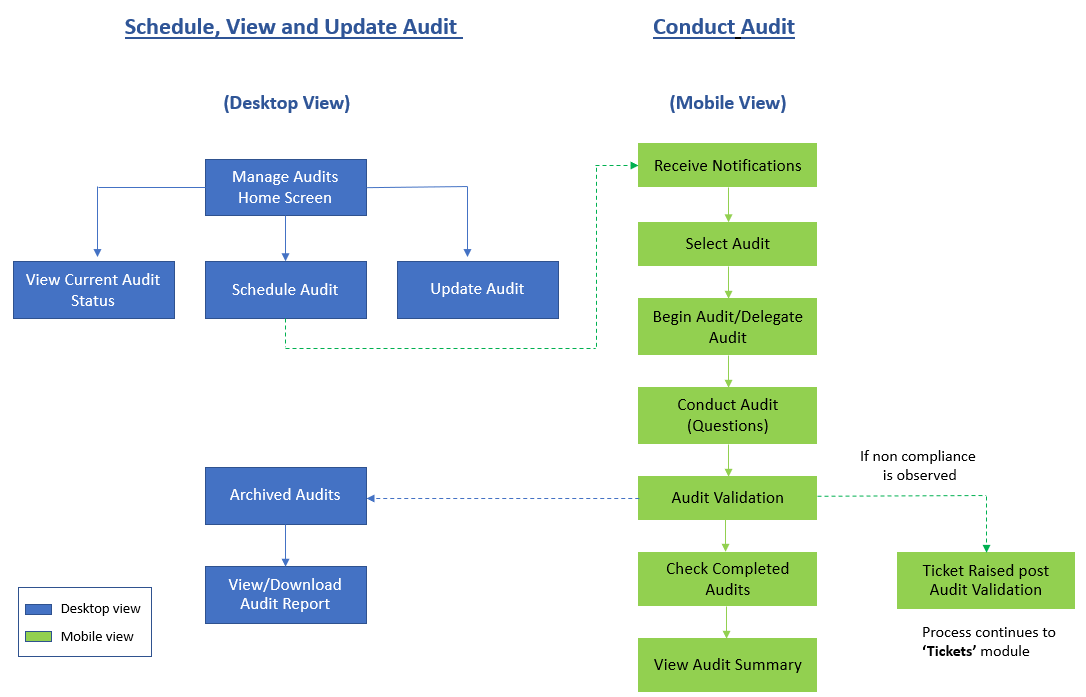 Schedule, View and Update Audit
Conduct Audit
(Desktop View)
(Mobile View)
Manage Audits
Home Screen
View Current Audit
Status
Schedule Audit
Update Audit
Receive Notifications
Select Audit
Begin Audit/Delegate
Audit
Conduct Audit
(Questions)
If non compliance
is observed
Archived Audits
Audit Validation
View/Download
Audit Report
Check Completed
Audits
Ticket Raised post
Audit Validation
Desktop view
Mobile view
View Audit Summary
Process continues to
‘Tickets’ module